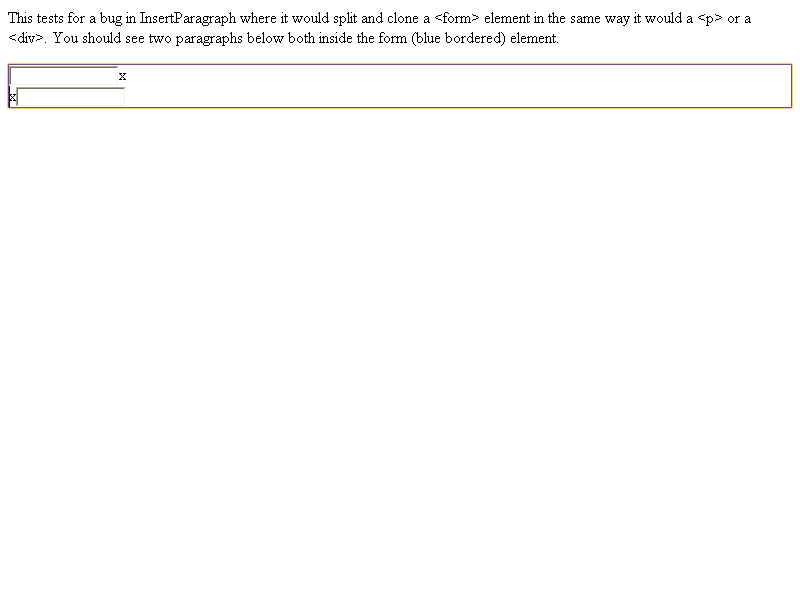 This tests for a bug in InsertParagraph where it would split and clone a <form> element in the same way it would a <p> or a
<div>. You should see two paragraphs below both inside the form (blue bordered) element.
x
x